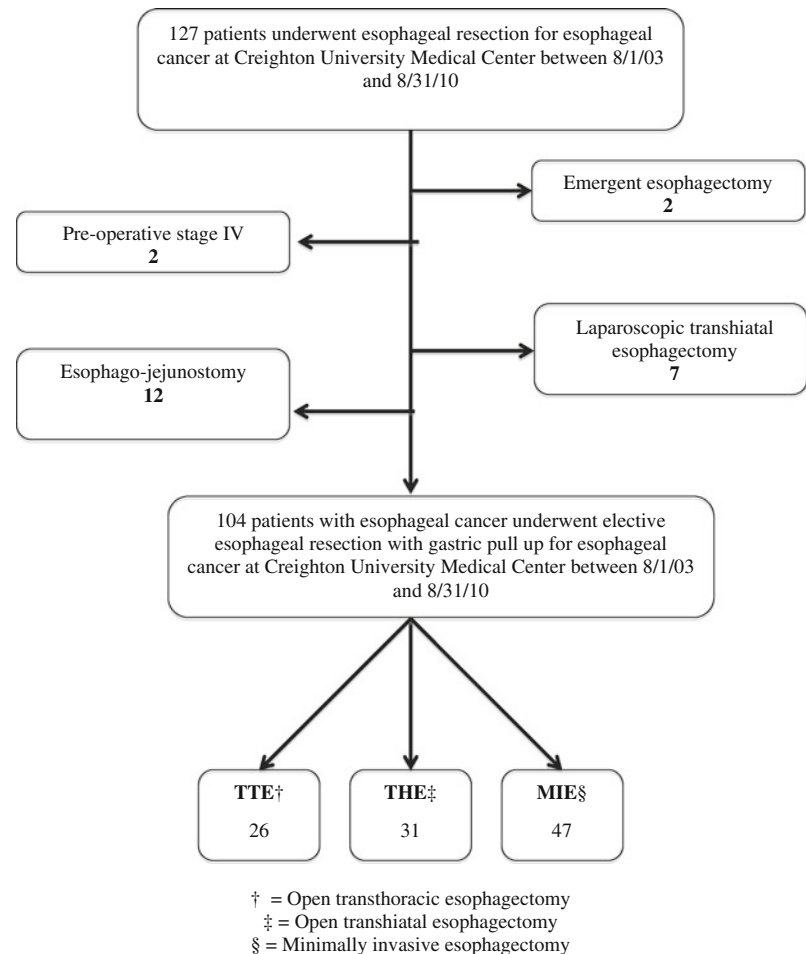 127 patients underwent esophageal resection for esophageal
cancer at Creighton University Medical Center between 8/1/03
and 8/31/10
Emergent esophagectomy
2
Pre-operative stage IV
2
Laparoscopic transhiatal
esophagectomy
7
Esophago-jejunostomy
12
104 patients with esophageal cancer underwent elective
esophageal resection with gastric pull up for esophageal
cancer at Creighton University Medical Center between 8/1/03
and 8/31/10
TTE†
26
THE‡
31
MIE§
47
† = Open transthoracic esophagectomy
‡ = Open transhiatal esophagectomy
§ = Minimally invasive esophagectomy